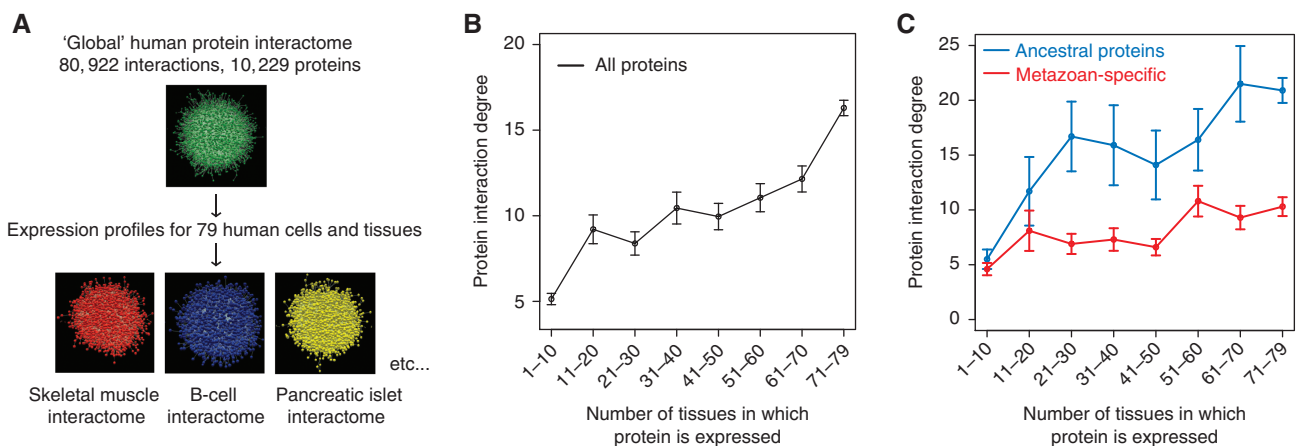 A
'Global' human protein interactome
80, 922 interactions, 10, 229 proteins
Expression profiles for 79 human cells and tissues
etc...
Skeletal muscle
interactome
B-cell
interactome
Pancreatic islet
interactome
B
All proteins
Protein interaction degree
20
15
10
5
1–10
11–20
21–30
31–40
41–50
51–60
61–70
71–79
Number of tissues in which
protein is expressed
C
Ancestral proteins
Metazoan-specific
Protein interaction degree
25
20
15
10
5
0
1–10
11–20
21–30
31–40
41–50
51–60
61–70
71–79
Number of tissues in which
protein is expressed